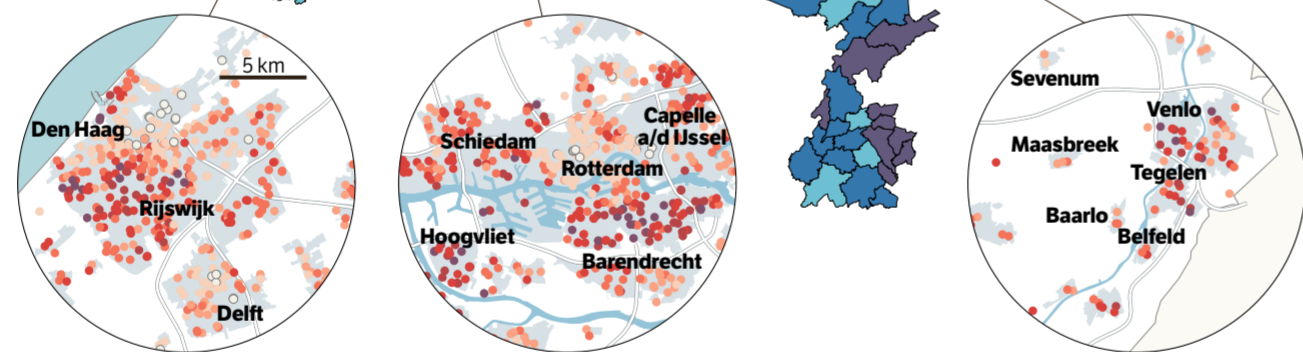 5 km
Den Haag
Rijswijk
Delft
Schiedam
Capelle
a/d IJssel
Rotterdam
Hoogvliet
Barendrecht
Sevenum
Venlo
Maasbreek
Tegelen
Baarlo
Belfeld